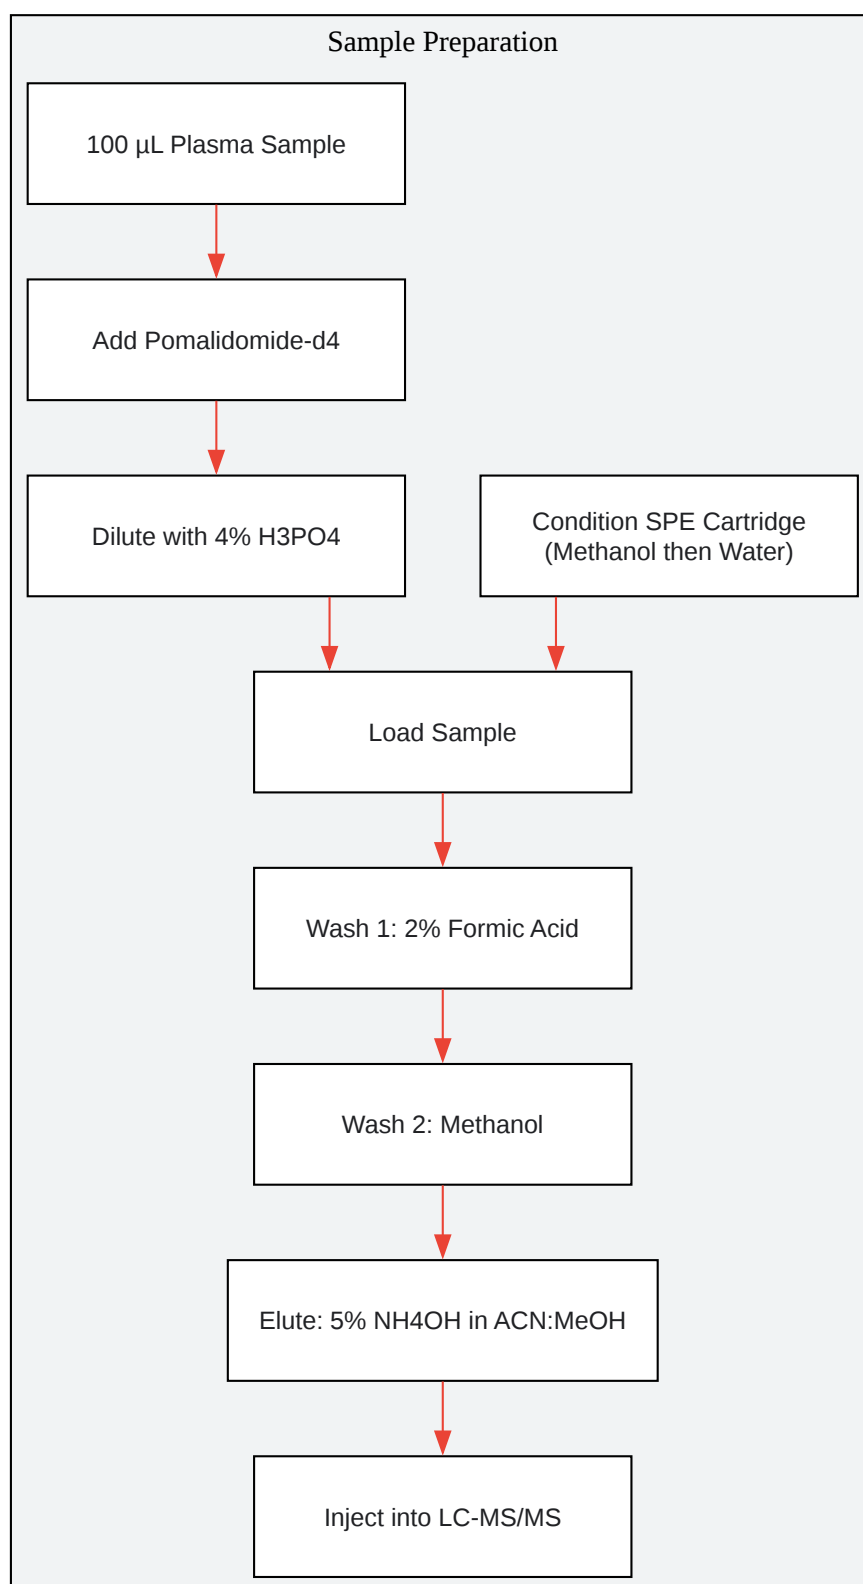 Sample Preparation
100 µL Plasma Sample
Add Pomalidomide-d4
Dilute with 4% H3PO4
Condition SPE Cartridge
(Methanol then Water)
Load Sample
Wash 1: 2% Formic Acid
Wash 2: Methanol
Elute: 5% NH4OH in ACN:MeOH
Inject into LC-MS/MS